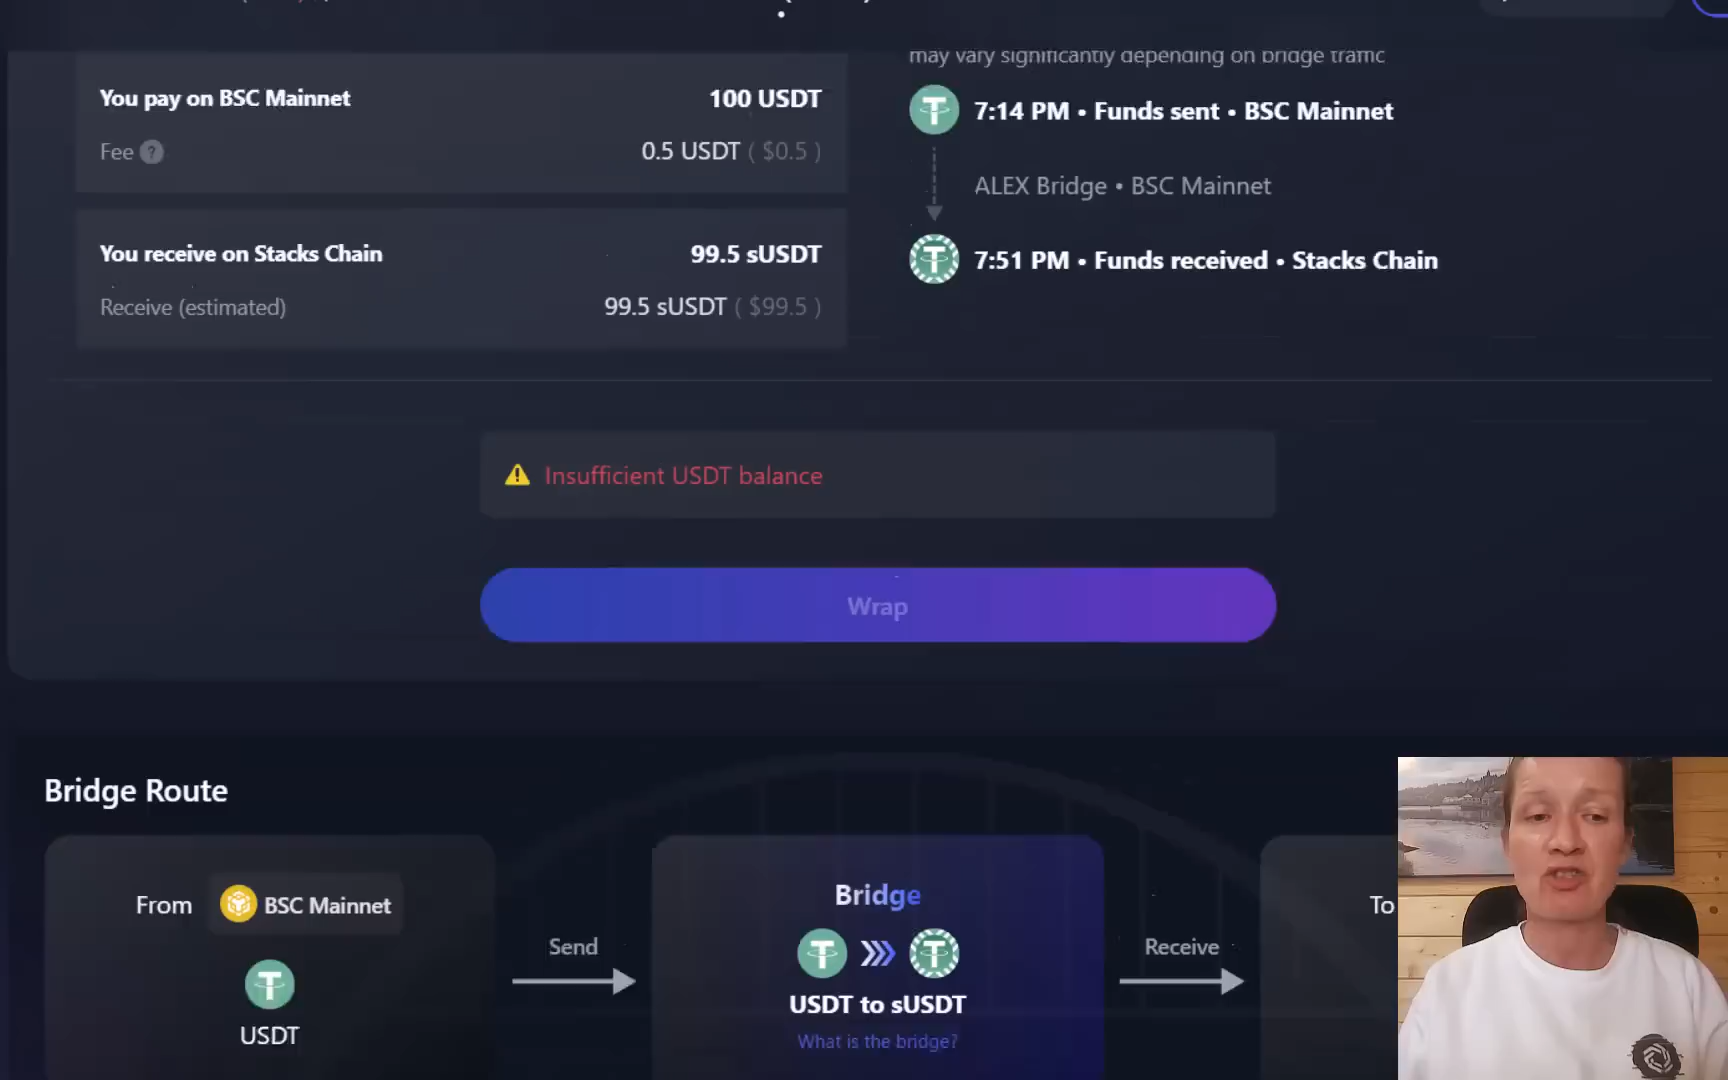 You pay on BSC Mainnet 100 USDT
Fee ? 0.5 USDT ( $0.5 )
You receive on Stacks Chain 99.5 sUSDT
Receive (estimated) 99.5 sUSDT ( $99.5 )
may vary significantly depending on bridge traffic
7:14 PM • Funds sent • BSC Mainnet
ALEX Bridge • BSC Mainnet
7:51 PM • Funds received • Stacks Chain
Insufficient USDT balance
Wrap
Bridge Route
From BSC Mainnet
USDT
Send
Bridge
USDT to sUSDT
What is the bridge?
Receive
To